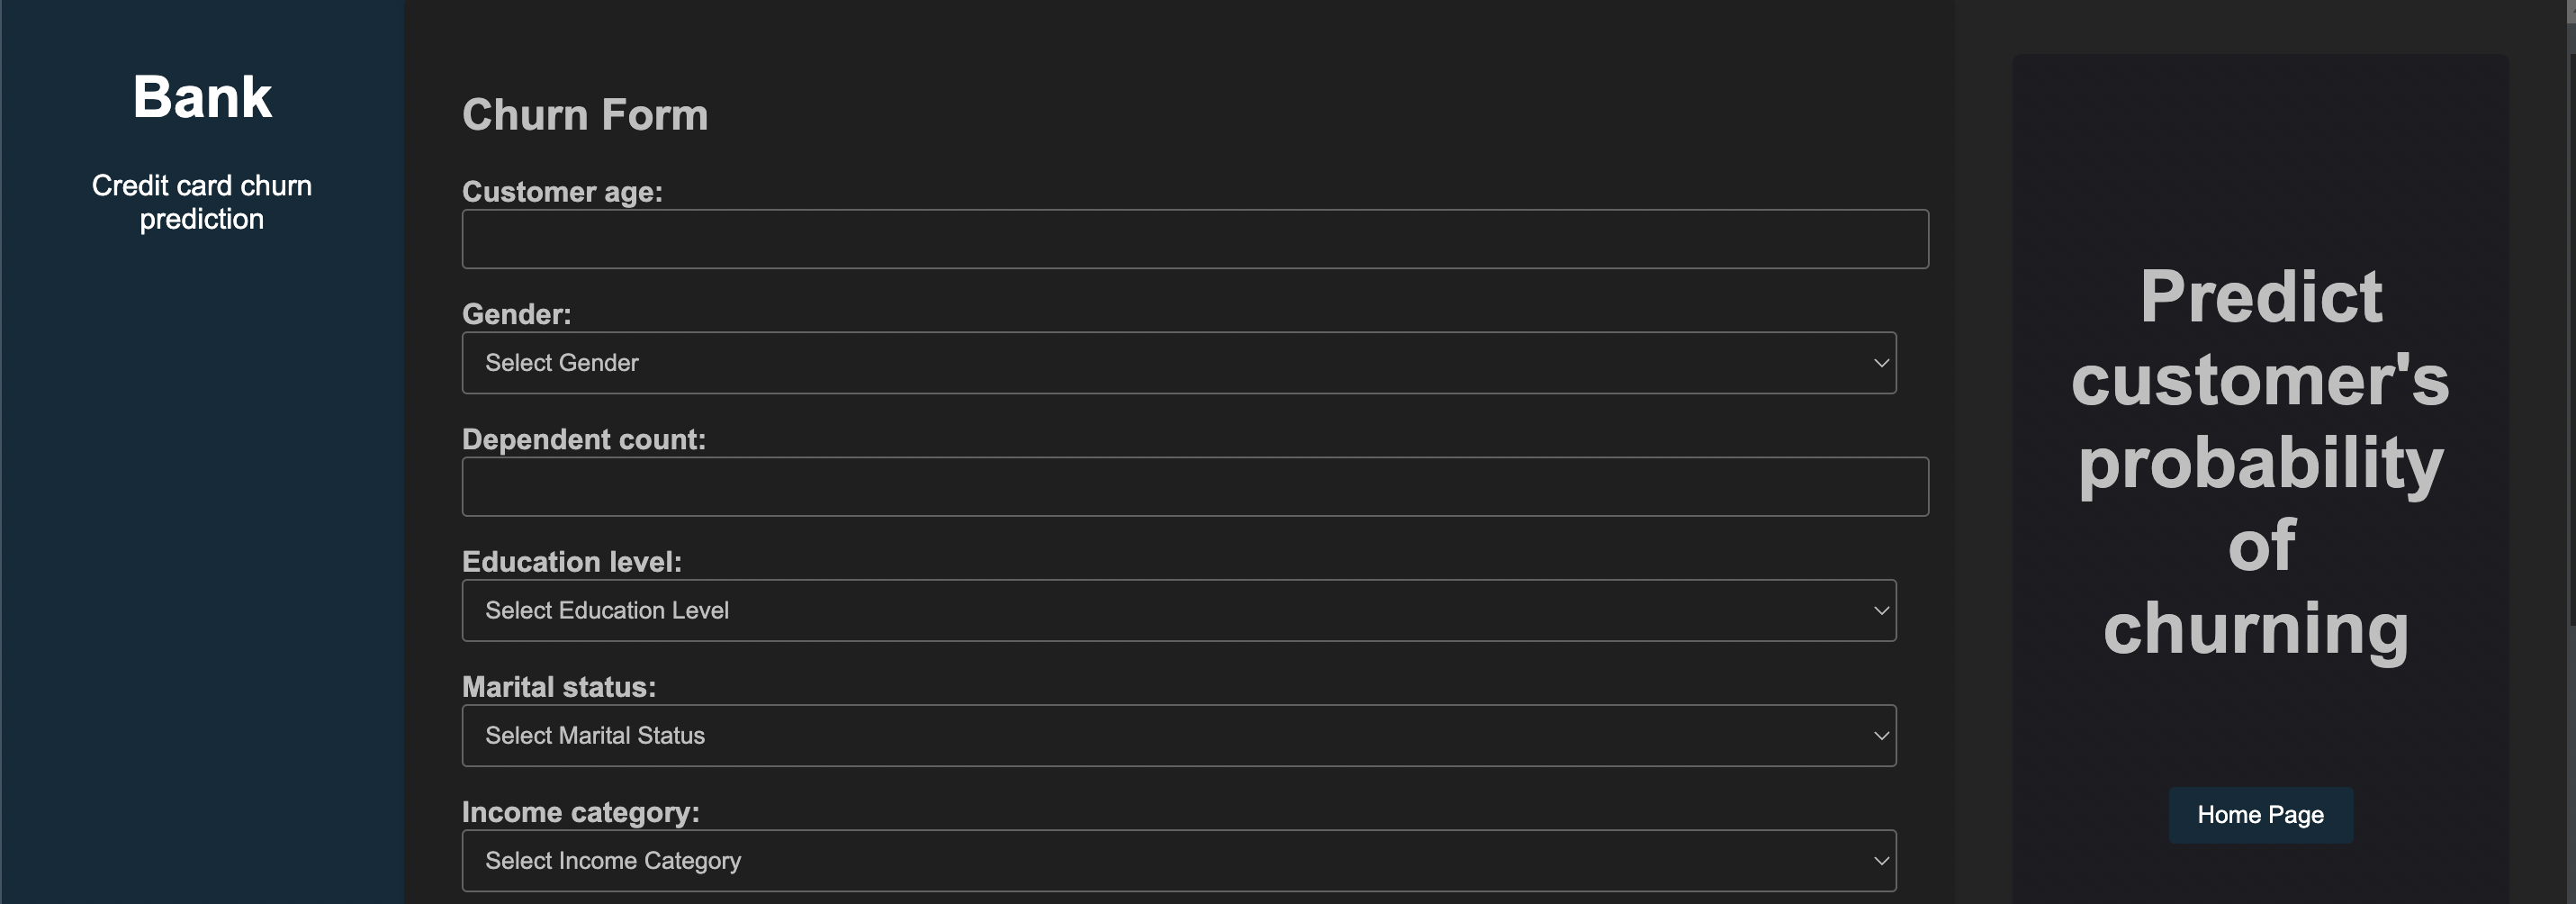 Bank
Credit card churn
prediction
Churn Form
Customer age:
Gender:
Select Gender
Dependent count:
Education level:
Select Education Level
Marital status:
Select Marital Status
Income category:
Select Income Category
Predict
customer's
probability
of
churning
Home Page